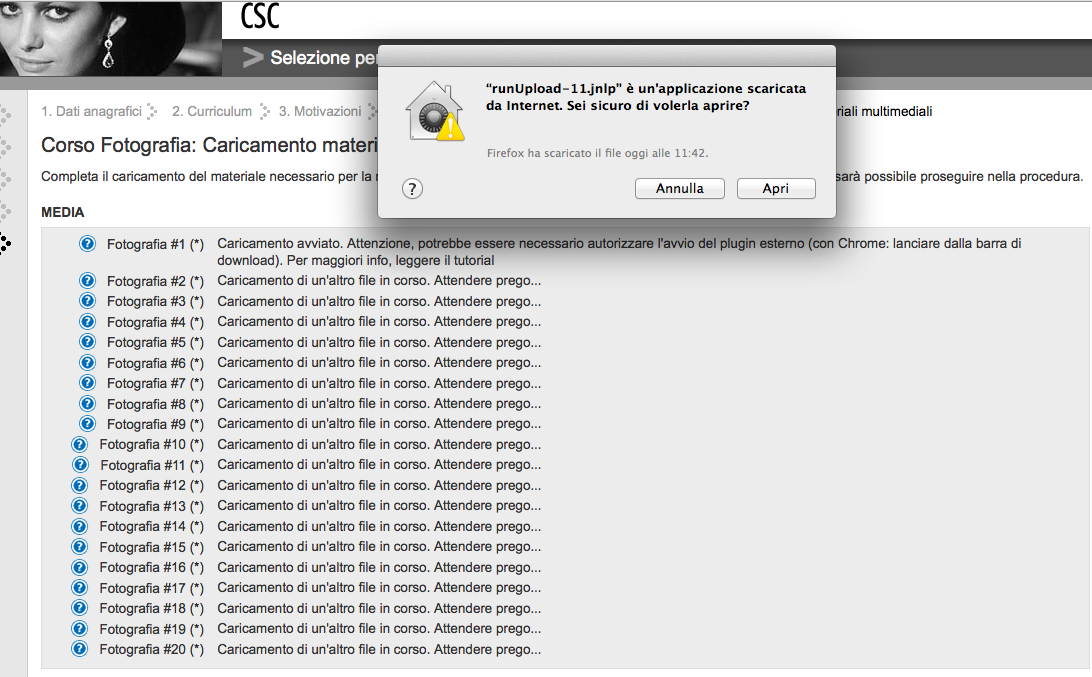 CSC
Selezione pe
"runUpload-11.jnlp" è un'applicazione scaricata
da Internet. Sei sicuro di volerla aprire?
Firefox ha scaricato il file oggi alle 11:42.
?
Annulla
Apri
1. Dati anagrafici 2. Curriculum 3. Motivazioni riali multimediali
Corso Fotografia: Caricamento materi
Completa il caricamento del materiale necessario per la sarà possibile proseguire nella procedura.
MEDIA
? Fotografia #1 (*) Caricamento avviato. Attenzione, potrebbe essere necessario autorizzare l'avvio del plugin esterno (con Chrome: lanciare dalla barra di
download). Per maggiori info, leggere il tutorial
? Fotografia #2 (*) Caricamento di un'altro file in corso. Attendere prego...
? Fotografia #3 (*) Caricamento di un'altro file in corso. Attendere prego...
? Fotografia #4 (*) Caricamento di un'altro file in corso. Attendere prego...
? Fotografia #5 (*) Caricamento di un'altro file in corso. Attendere prego...
? Fotografia #6 (*) Caricamento di un'altro file in corso. Attendere prego...
? Fotografia #7 (*) Caricamento di un'altro file in corso. Attendere prego...
? Fotografia #8 (*) Caricamento di un'altro file in corso. Attendere prego...
? Fotografia #9 (*) Caricamento di un'altro file in corso. Attendere prego...
? Fotografia #10 (*) Caricamento di un'altro file in corso. Attendere prego...
? Fotografia #11 (*) Caricamento di un'altro file in corso. Attendere prego...
? Fotografia #12 (*) Caricamento di un'altro file in corso. Attendere prego...
? Fotografia #13 (*) Caricamento di un'altro file in corso. Attendere prego...
? Fotografia #14 (*) Caricamento di un'altro file in corso. Attendere prego...
? Fotografia #15 (*) Caricamento di un'altro file in corso. Attendere prego...
? Fotografia #16 (*) Caricamento di un'altro file in corso. Attendere prego...
? Fotografia #17 (*) Caricamento di un'altro file in corso. Attendere prego...
? Fotografia #18 (*) Caricamento di un'altro file in corso. Attendere prego...
? Fotografia #19 (*) Caricamento di un'altro file in corso. Attendere prego...
? Fotografia #20 (*) Caricamento di un'altro file in corso. Attendere prego...